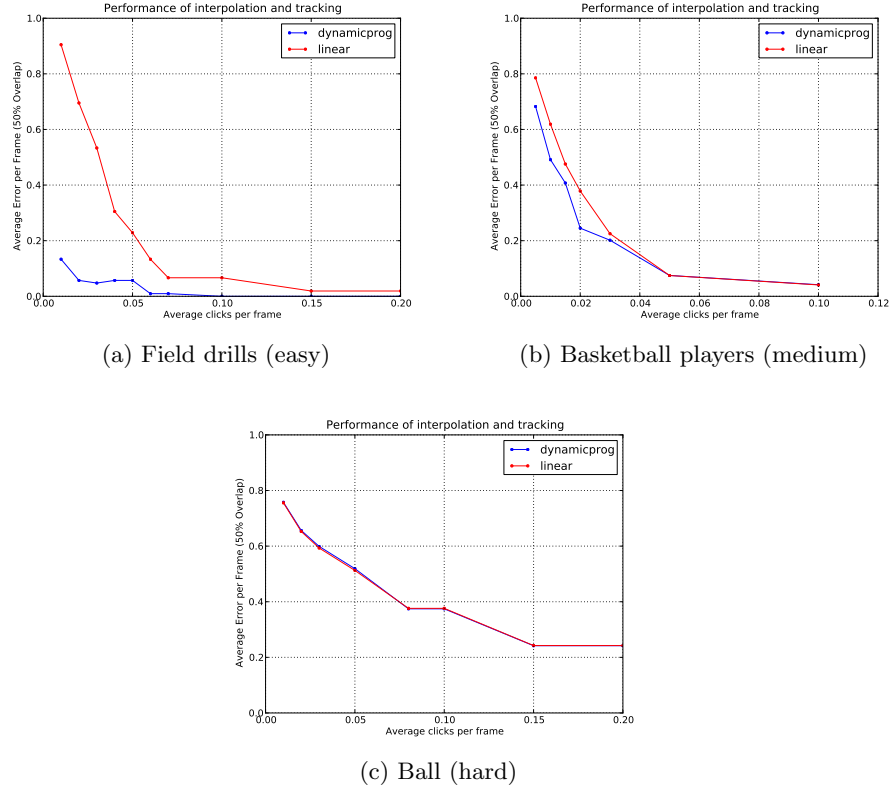 Performance of interpolation and tracking
dynamicprog
linear
Average Error per Frame (50% Overlap)
1.0
0.8
0.6
0.4
0.2
0.0
0.00 0.05 0.10 0.15 0.20
Average clicks per frame
(a) Field drills (easy)
Performance of interpolation and tracking
dynamicprog
linear
Average Error per Frame (50% Overlap)
1.0
0.8
0.6
0.4
0.2
0.0
0.00 0.02 0.04 0.06 0.08 0.10 0.12
Average clicks per frame
(b) Basketball players (medium)
Performance of interpolation and tracking
dynamicprog
linear
Average Error per Frame (50% Overlap)
1.0
0.8
0.6
0.4
0.2
0.0
0.00 0.05 0.10 0.15 0.20
Average clicks per frame
(c) Ball (hard)